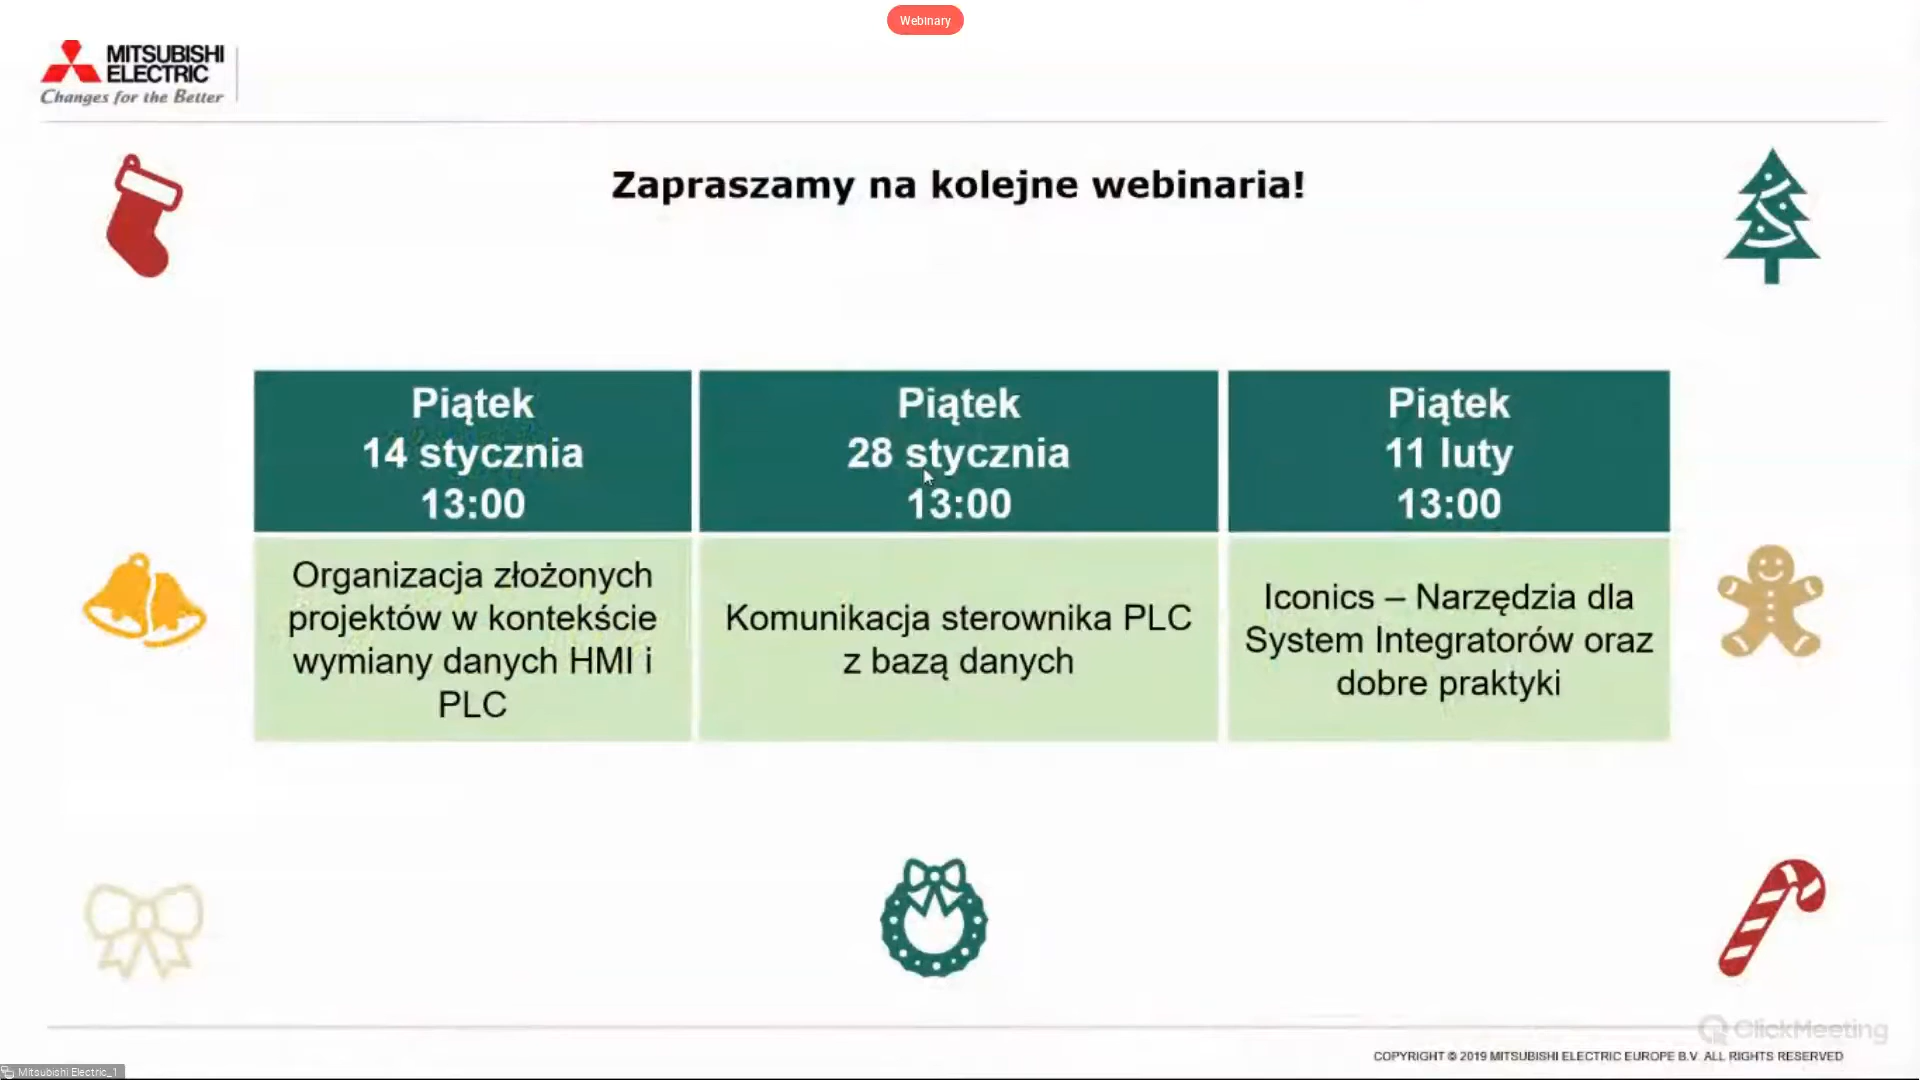 Webinary
MITSUBISHI
ELECTRIC
Changes for the Better
Zapraszamy na kolejne webinaria!
Piątek
14 stycznia
13:00
Piątek
28 stycznia
13:00
Piątek
11 luty
13:00
Organizacja złożonych
projektów w kontekście
wymiany danych HMI i
PLC
Komunikacja sterownika PLC
z bazą danych
Iconics – Narzędzia dla
System Integratorów oraz
dobre praktyki
ClickMeeting
COPYRIGHT © 2019 MITSUBISHI ELECTRIC EUROPE B.V. ALL RIGHTS RESERVED
Mitsubishi Electric_1